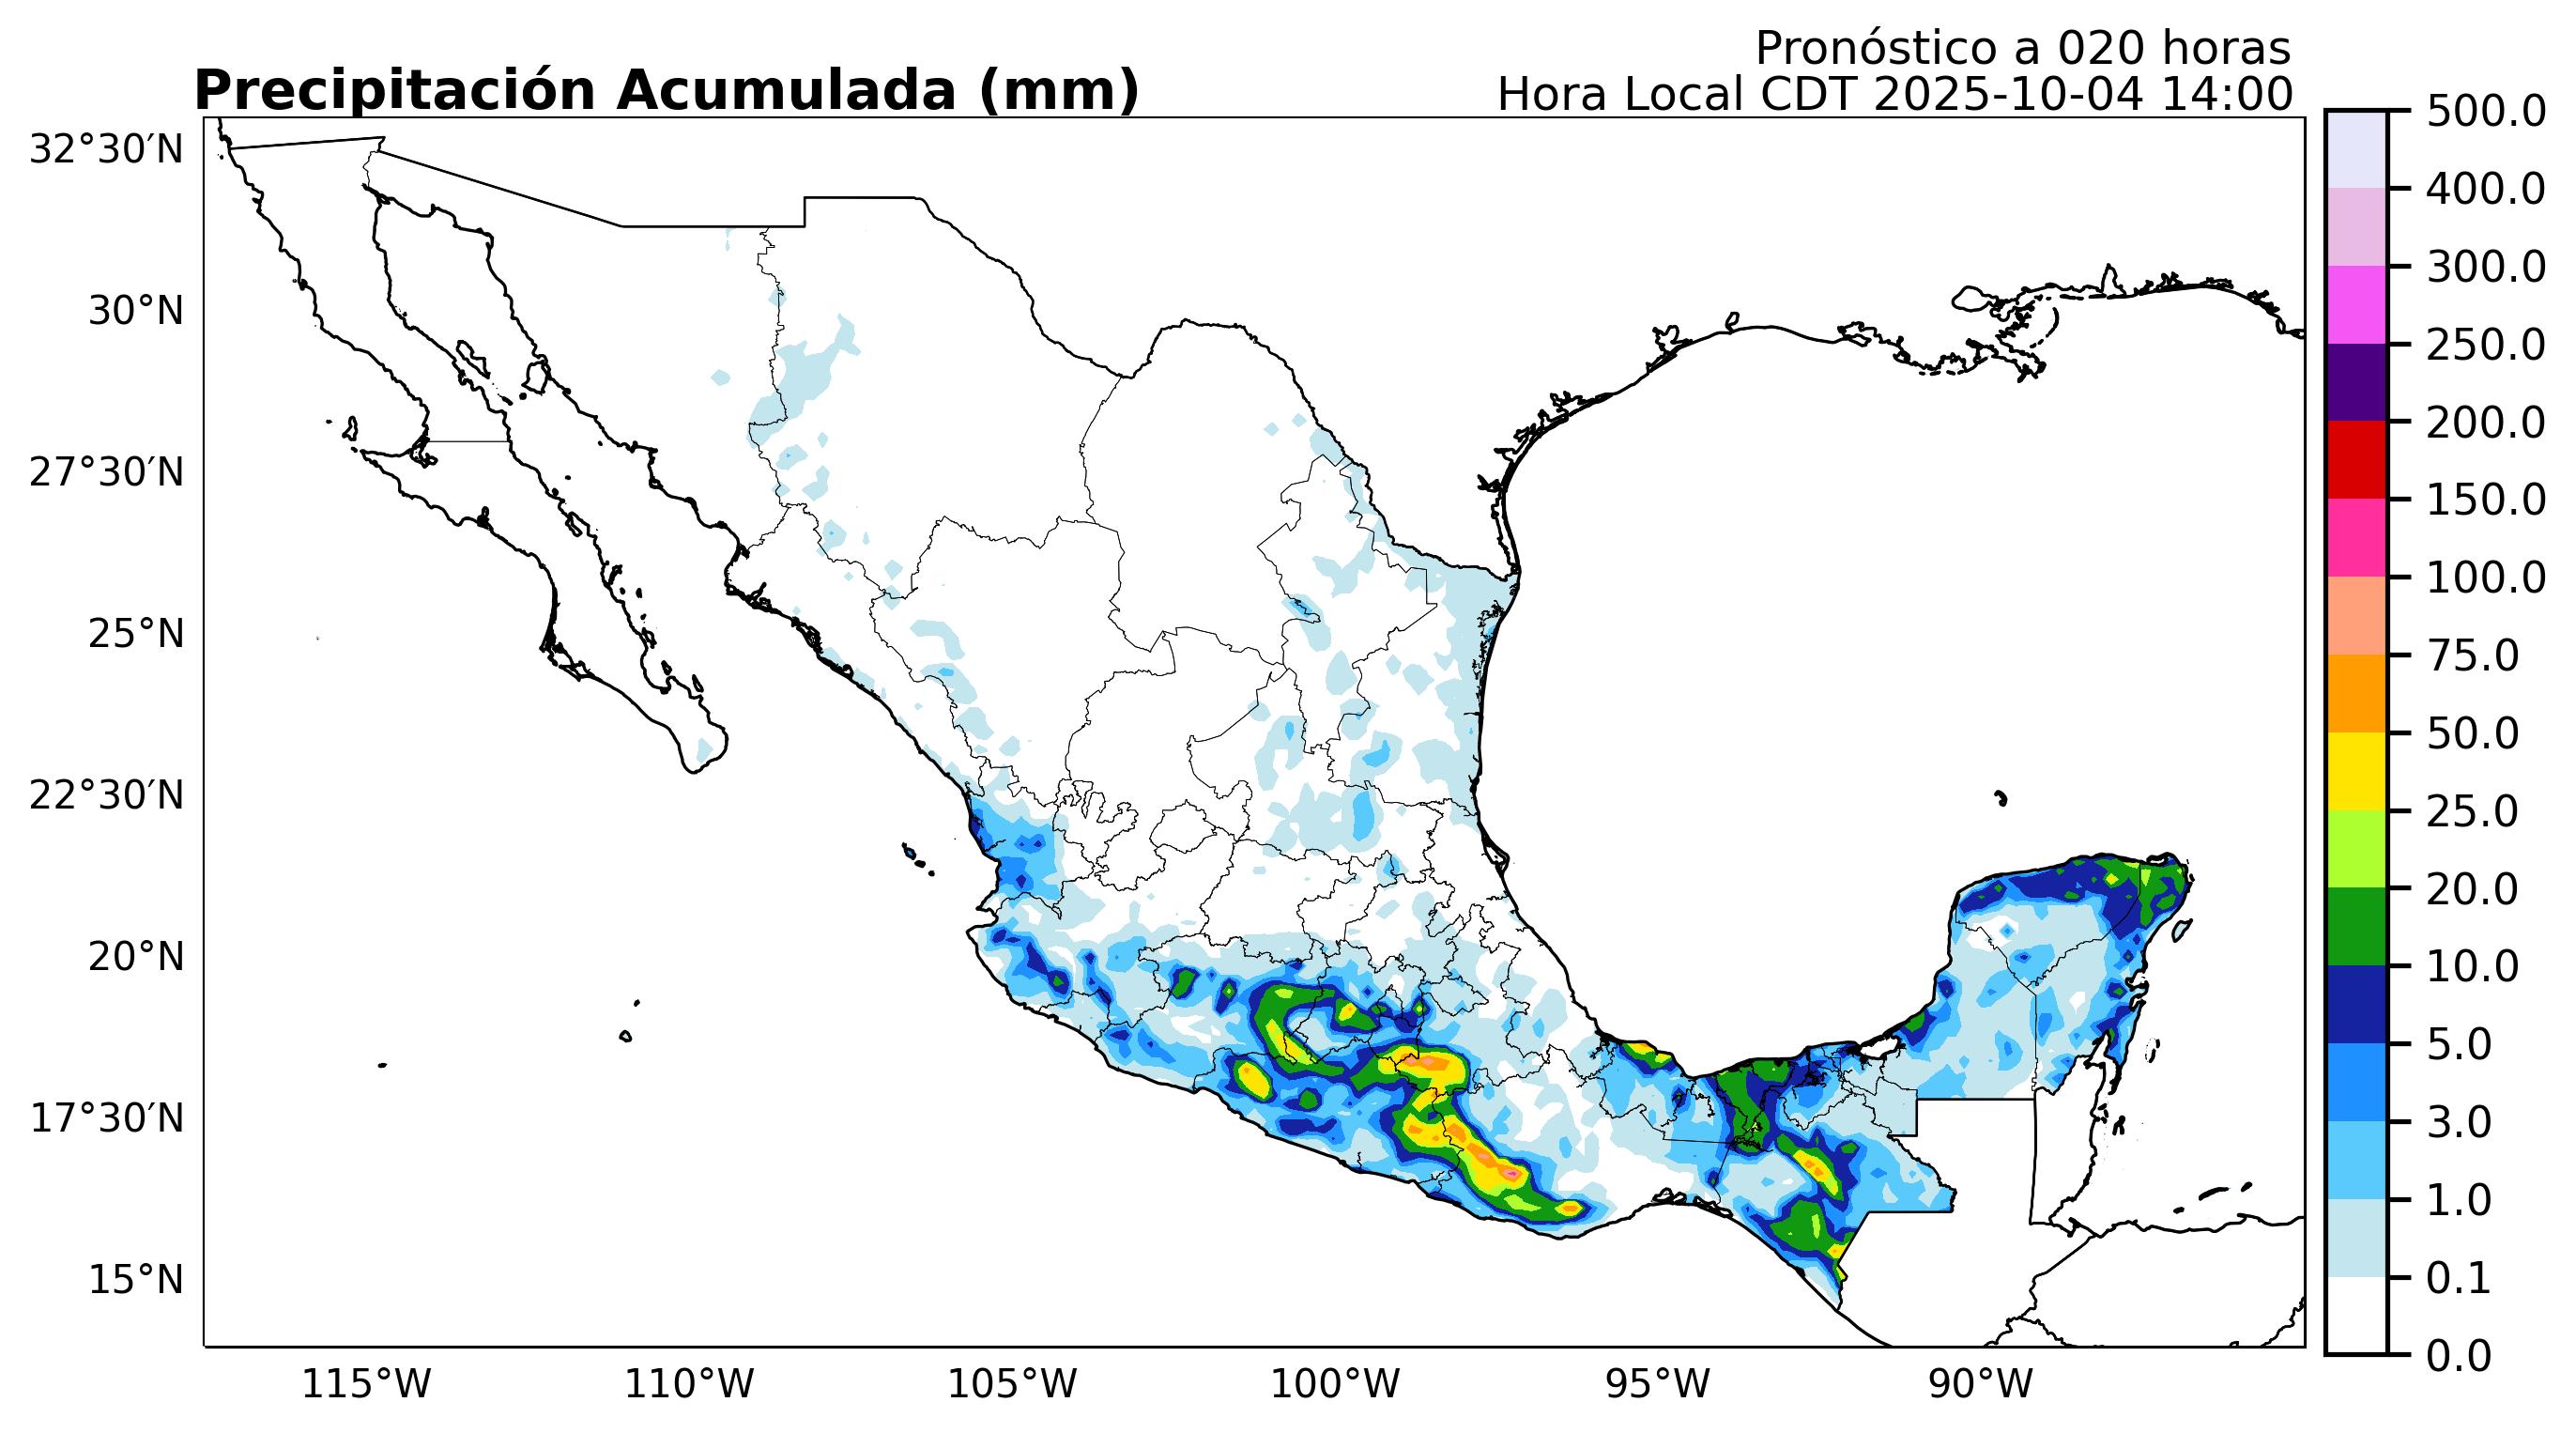 Pronóstico a 020 horas
Precipitación Acumulada (mm)
Hora Local CDT 2025-10-04 14:00
32°30′N
30°N
27°30′N
25°N
22°30′N
20°N
17°30′N
15°N
115°W
110°W
105°W
100°W
95°W
90°W
500.0
400.0
300.0
250.0
200.0
150.0
100.0
75.0
50.0
25.0
20.0
10.0
5.0
3.0
1.0
0.1
0.0